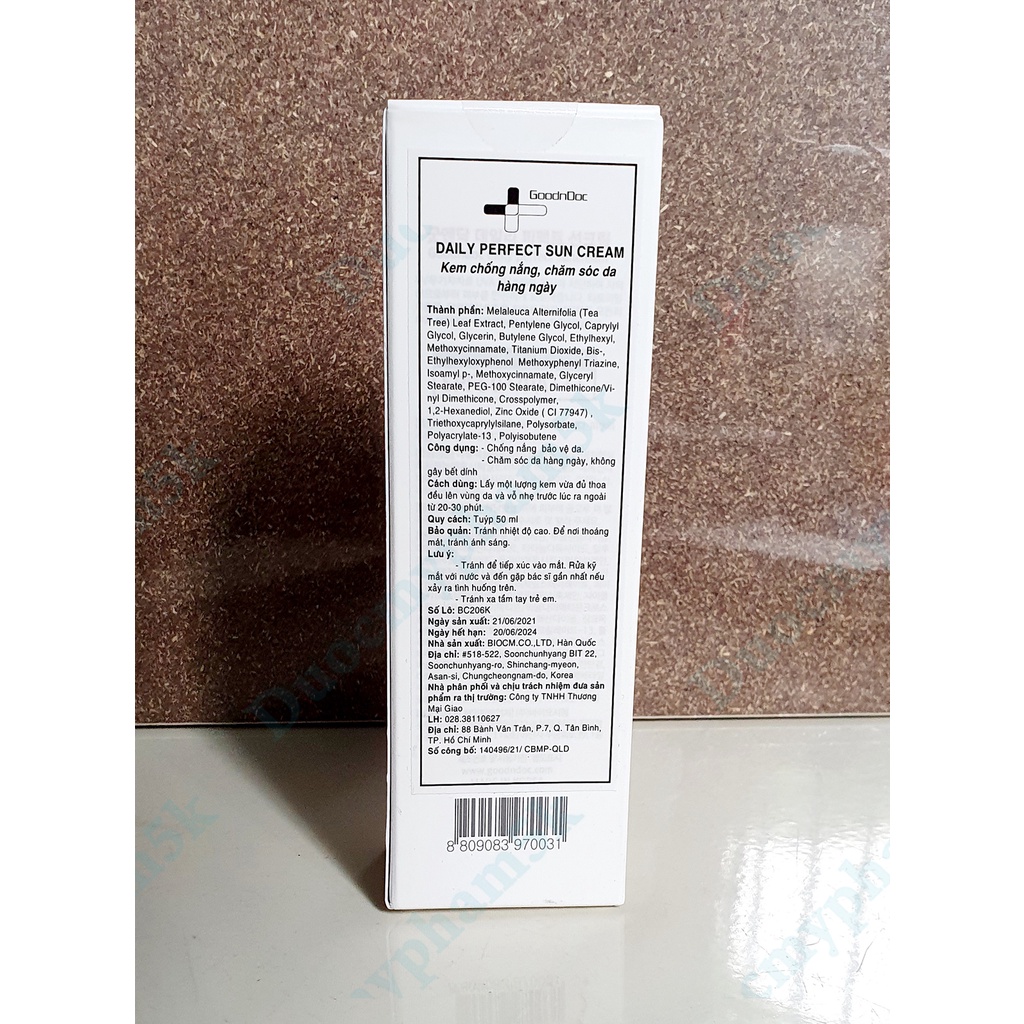 GoodnDoc
DAILY PERFECT SUN CREAM
Kem chống nắng, chăm sóc da
hàng ngày
Thành phần: Melaleuca Alternifolia (Tea
Tree) Leaf Extract, Pentylene Glycol, Caprylyl
Glycol, Glycerin, Butylene Glycol, Ethylhexyl,
Methoxycinnamate, Titanium Dioxide, Bis-,
Ethylhexyloxyphenol Methoxyphenyl Triazine,
Isoamyl p-, Methoxycinnamate, Glyceryl
Stearate, PEG-100 Stearate, Dimethicone/Vi-
nyl Dimethicone, Crosspolymer,
1,2-Hexanediol, Zinc Oxide ( CI 77947) ,
Triethoxycaprylylsilane, Polysorbate,
Polyacrylate-13 , Polyisobutene
Công dụng: - Chống nắng bảo vệ da.
- Chăm sóc da hàng ngày, không
gây bết dính
Cách dùng: Lấy một lượng kem vừa đủ thoa
đều lên vùng da và vỗ nhẹ trước lúc ra ngoài
từ 20-30 phút.
Quy cách: Tuýp 50 ml
Bảo quản: Tránh nhiệt độ cao. Để nơi thoáng
mát, tránh ánh sáng.
Lưu ý:
- Tránh để tiếp xúc vào mắt. Rửa kỹ
mắt với nước và đến gặp bác sĩ gần nhất nếu
xảy ra tình huống trên.
- Tránh xa tầm tay trẻ em.
Số Lô: BC206K
Ngày sản xuất: 21/06/2021
Ngày hết hạn: 20/06/2024
Nhà sản xuất: BIOCM.CO.,LTD, Hàn Quốc
Địa chỉ: #518-522, Soonchunhyang BIT 22,
Soonchunhyang-ro, Shinchang-myeon,
Asan-si, Chungcheongnam-do, Korea
Nhà phân phối và chịu trách nhiệm đưa sản
phẩm ra thị trường: Công ty TNHH Thương
Mại Giao
LH: 028.38110627
Địa chỉ: 88 Bành Văn Trân, P.7, Q. Tân Bình,
TP. Hồ Chí Minh
Số công bố: 140496/21/ CBMP-QLD
8 809083 970031